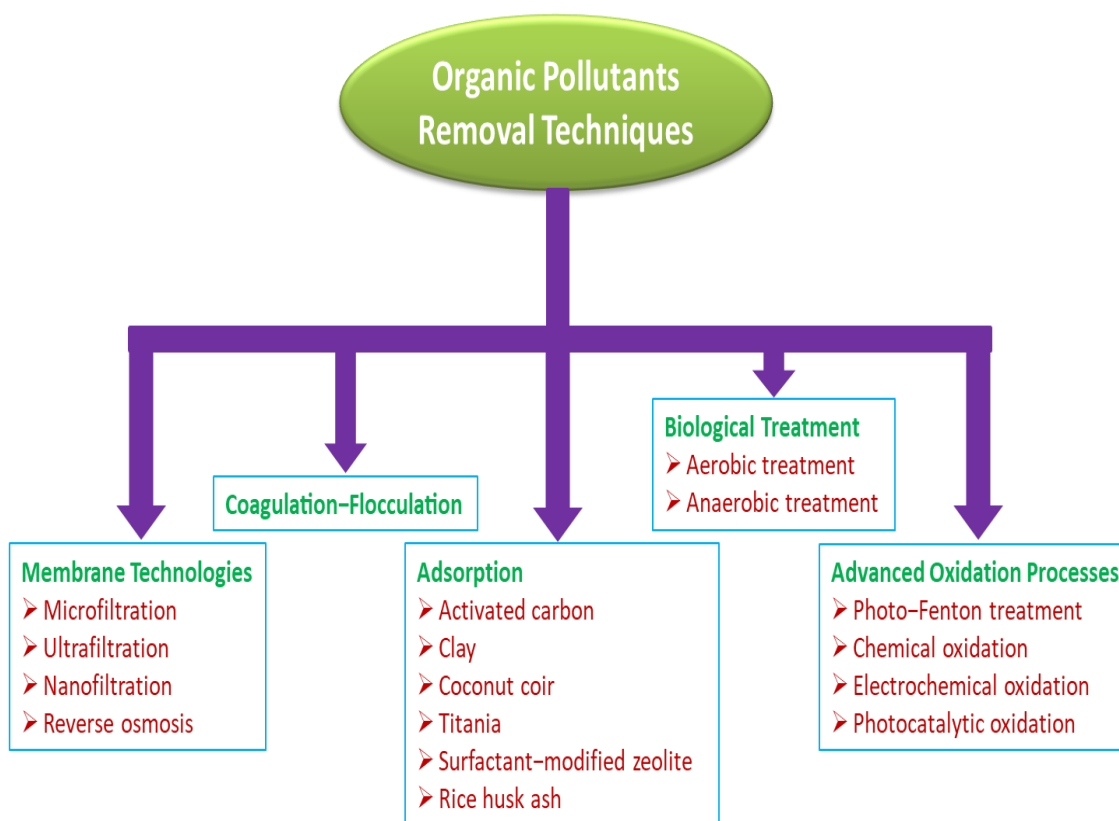 Organic Pollutants
Removal Techniques
Membrane Technologies
➢ Microfiltration
➢ Ultrafiltration
➢ Nanofiltration
➢ Reverse osmosis
Coagulation–Flocculation
Adsorption
➢ Activated carbon
➢ Clay
➢ Coconut coir
➢ Titania
➢ Surfactant–modified zeolite
➢ Rice husk ash
Biological Treatment
➢ Aerobic treatment
➢ Anaerobic treatment
Advanced Oxidation Processes
➢ Photo–Fenton treatment
➢ Chemical oxidation
➢ Electrochemical oxidation
➢ Photocatalytic oxidation